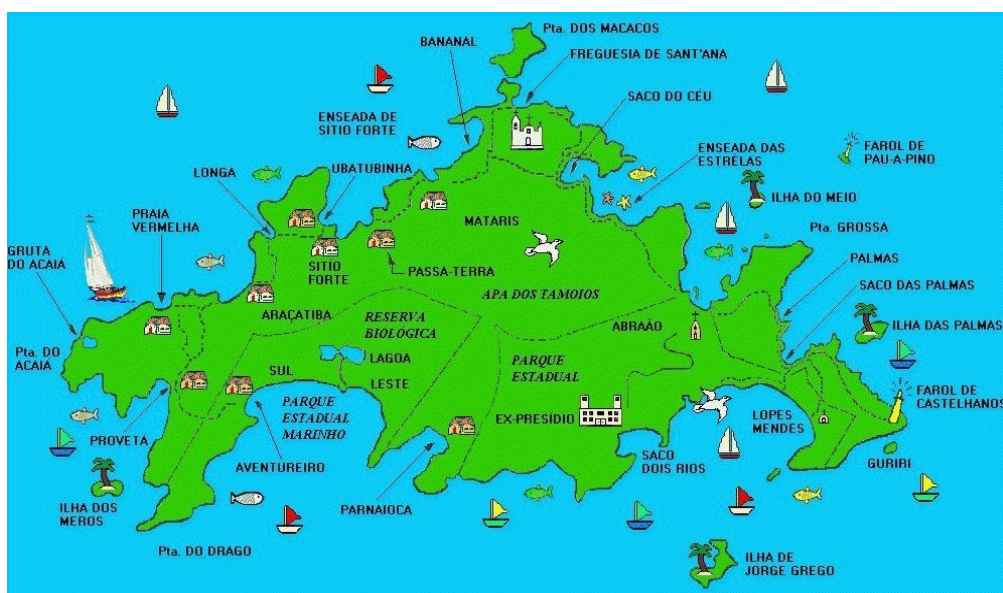 Pta. DOS MACACOS
BANANAL
FREGUESIA DE SANT'ANA
SACO DO CÉU
ENSEADA DE
SITIO FORTE
ENSEADA DAS
ESTRÊLAS
FAROL DE
PAU-A-PINO
UBATUBINHA
LONGA
ILHA DO MEIO
PRAIA
VERMELHA
MATARIS
Pta. GROSSA
GRUTA
DO ACAIÁ
SITIO
FORTE
PASSA-TERRA
PALMAS
SACO DAS PALMAS
APA DOS TAMOIOS
ARAÇATIBA
RESERVA
BIOLÓGICA
ABRAÃO
ILHA DAS PALMAS
Pta. DO
ACAIÁ
LAGOA
PARQUE
ESTADUAL
SUL
LESTE
FAROL DE
CASTELHANOS
PARQUE
ESTADUAL
MARINHO
EX-PRESÍDIO
LOPES
MENDES
PROVETÁ
AVENTUREIRO
SACO
DOIS RIOS
GURIRI
ILHA DOS
MEROS
PARNAIOCA
Pta. DO DRAGO
ILHA DE
JORGE GREGO